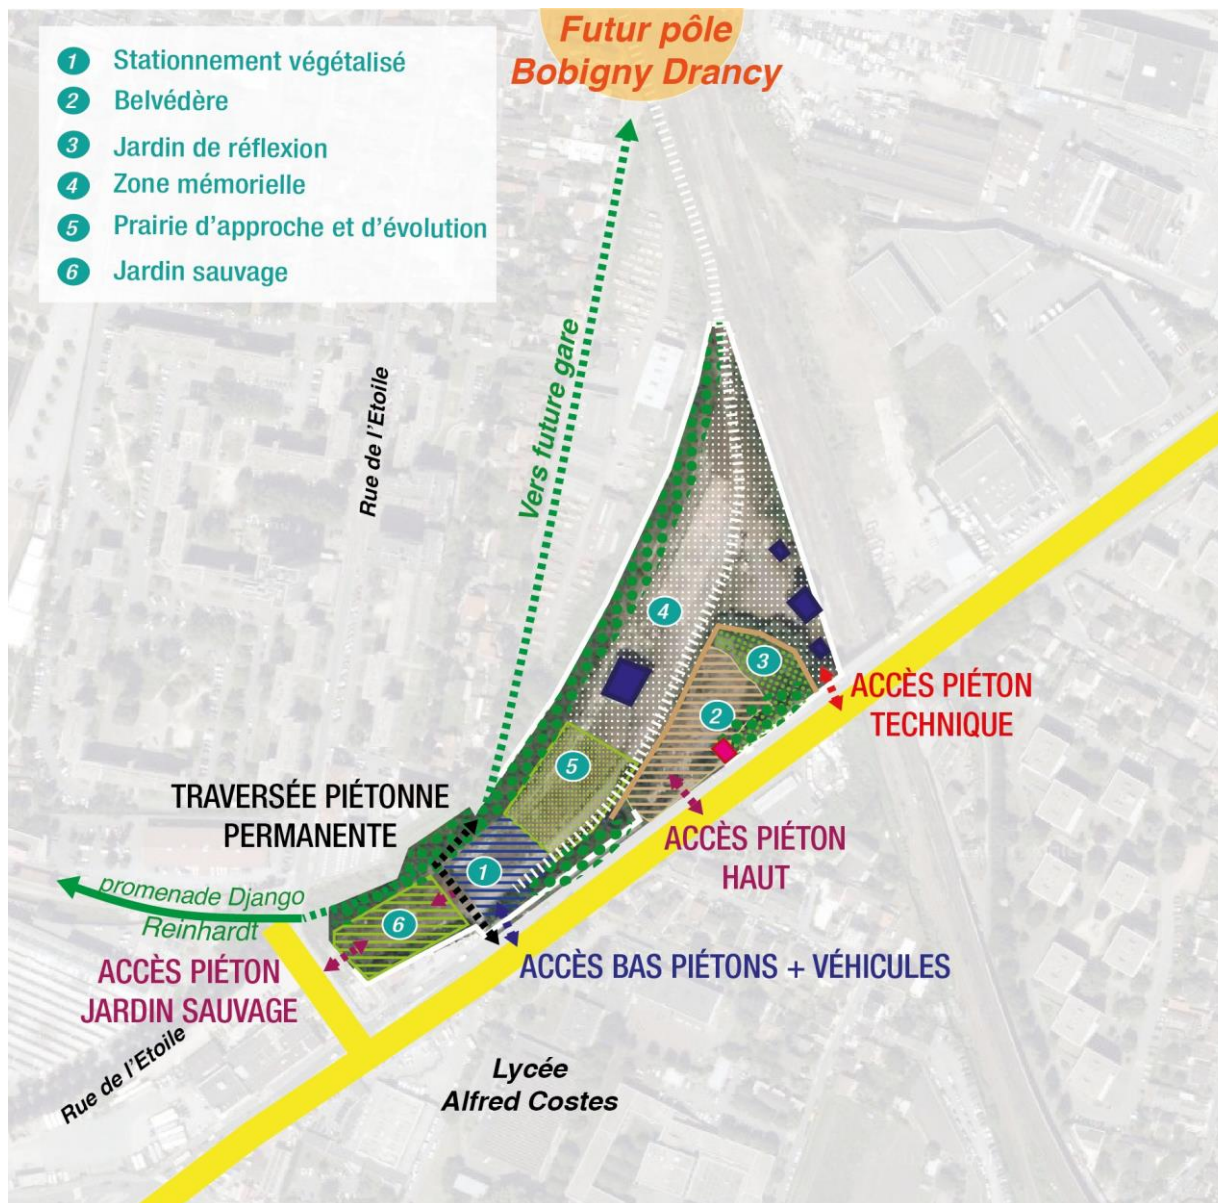 Futur pôle
Bobigny Drancy
1 Stationnement végétalisé
2 Belvédère
3 Jardin de réflexion
4 Zone mémorielle
5 Prairie d'approche et d'évolution
6 Jardin sauvage
Vers future gare
Rue de l'Etoile
4
3
2
5
1
6
ACCÈS PIÉTON
TECHNIQUE
TRAVERSÉE PIÉTONNE
PERMANENTE
ACCÈS PIÉTON
HAUT
promenade Django
Reinhardt
ACCÈS PIÉTON
JARDIN SAUVAGE
ACCÈS BAS PIÉTONS + VÉHICULES
Rue de l'Etoile
Lycée
Alfred Costes